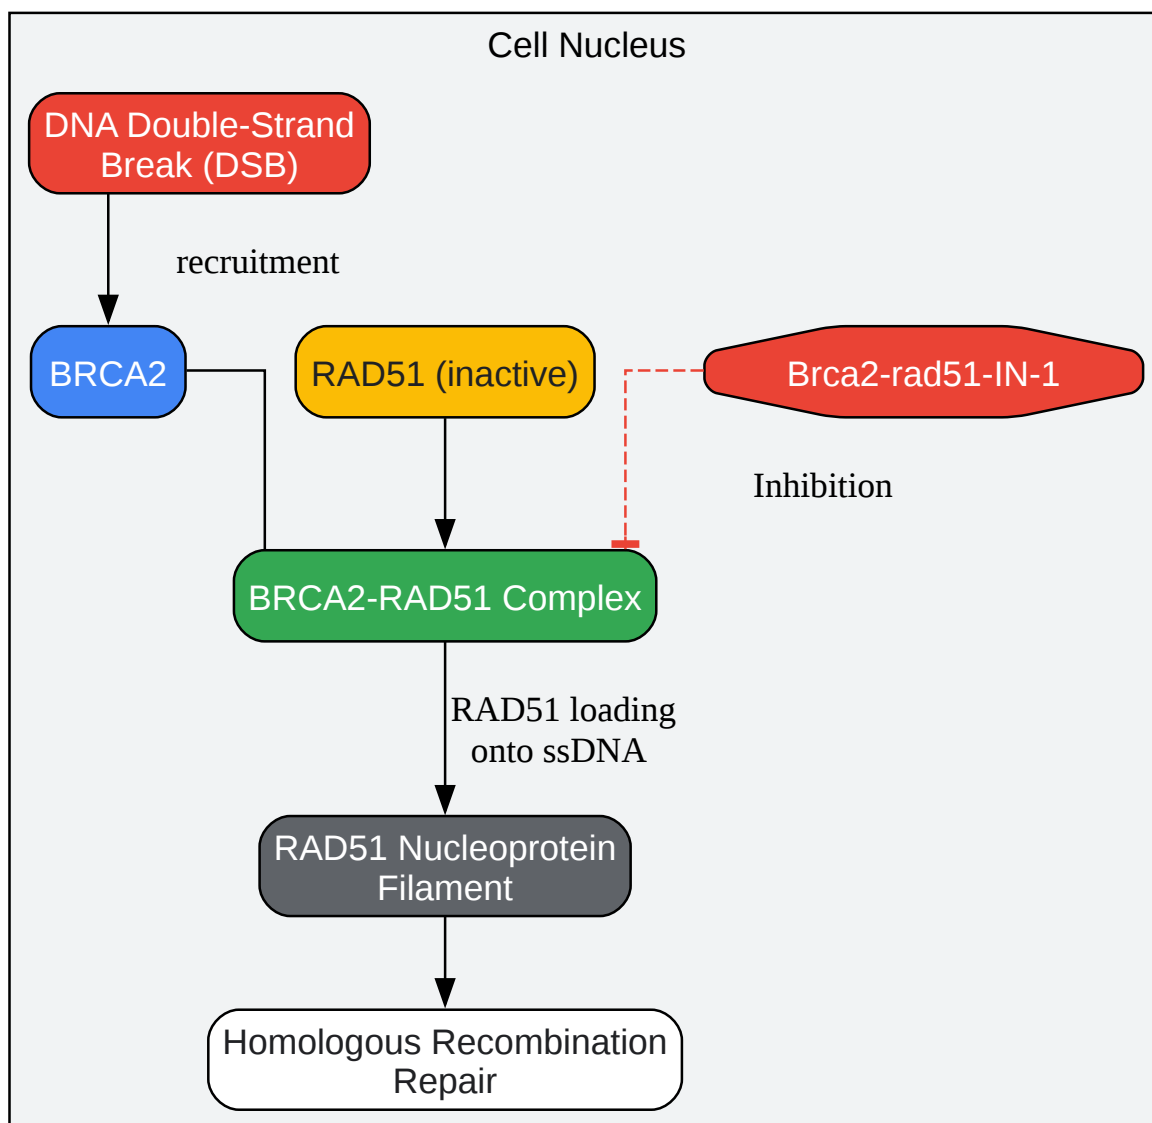 Cell Nucleus
DNA Double-Strand
Break (DSB)
recruitment
BRCA2
RAD51 (inactive)
Brca2-rad51-IN-1
Inhibition
BRCA2-RAD51 Complex
RAD51 loading
onto ssDNA
RAD51 Nucleoprotein
Filament
Homologous Recombination
Repair